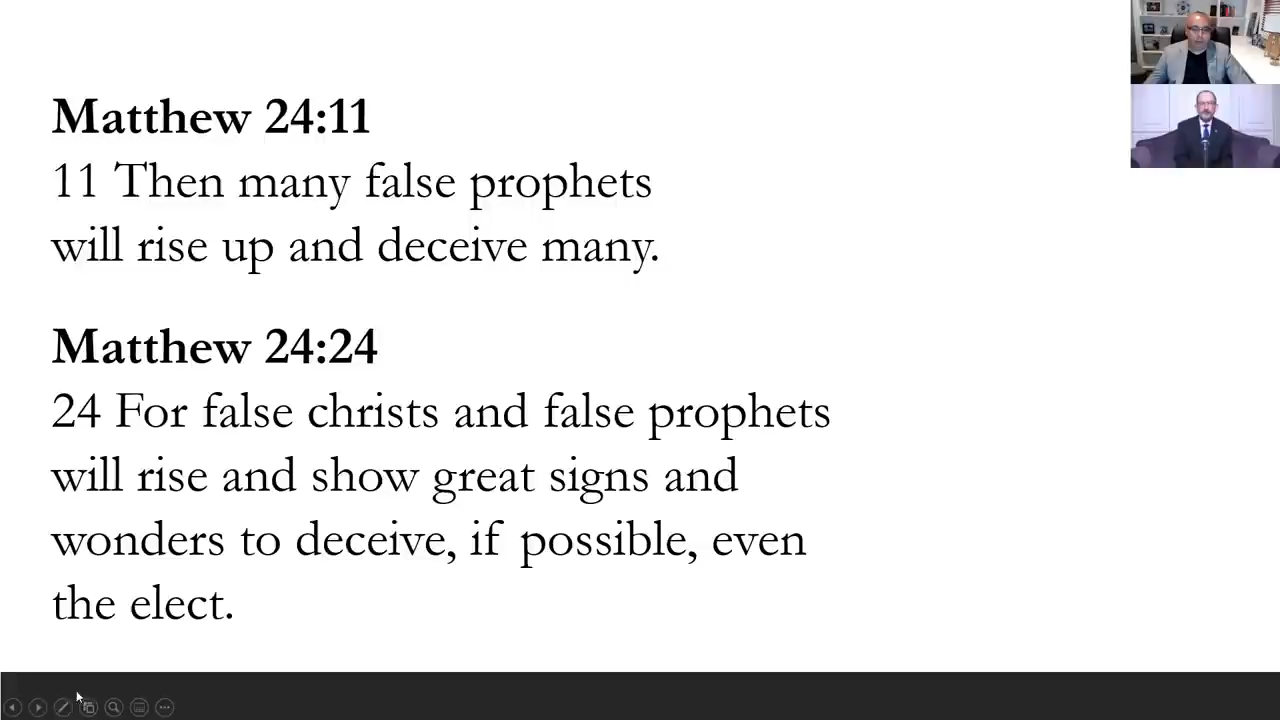 Matthew 24:11
11 Then many false prophets
will rise up and deceive many.
Matthew 24:24
24 For false christs and false prophets
will rise and show great signs and
wonders to deceive, if possible, even
the elect.